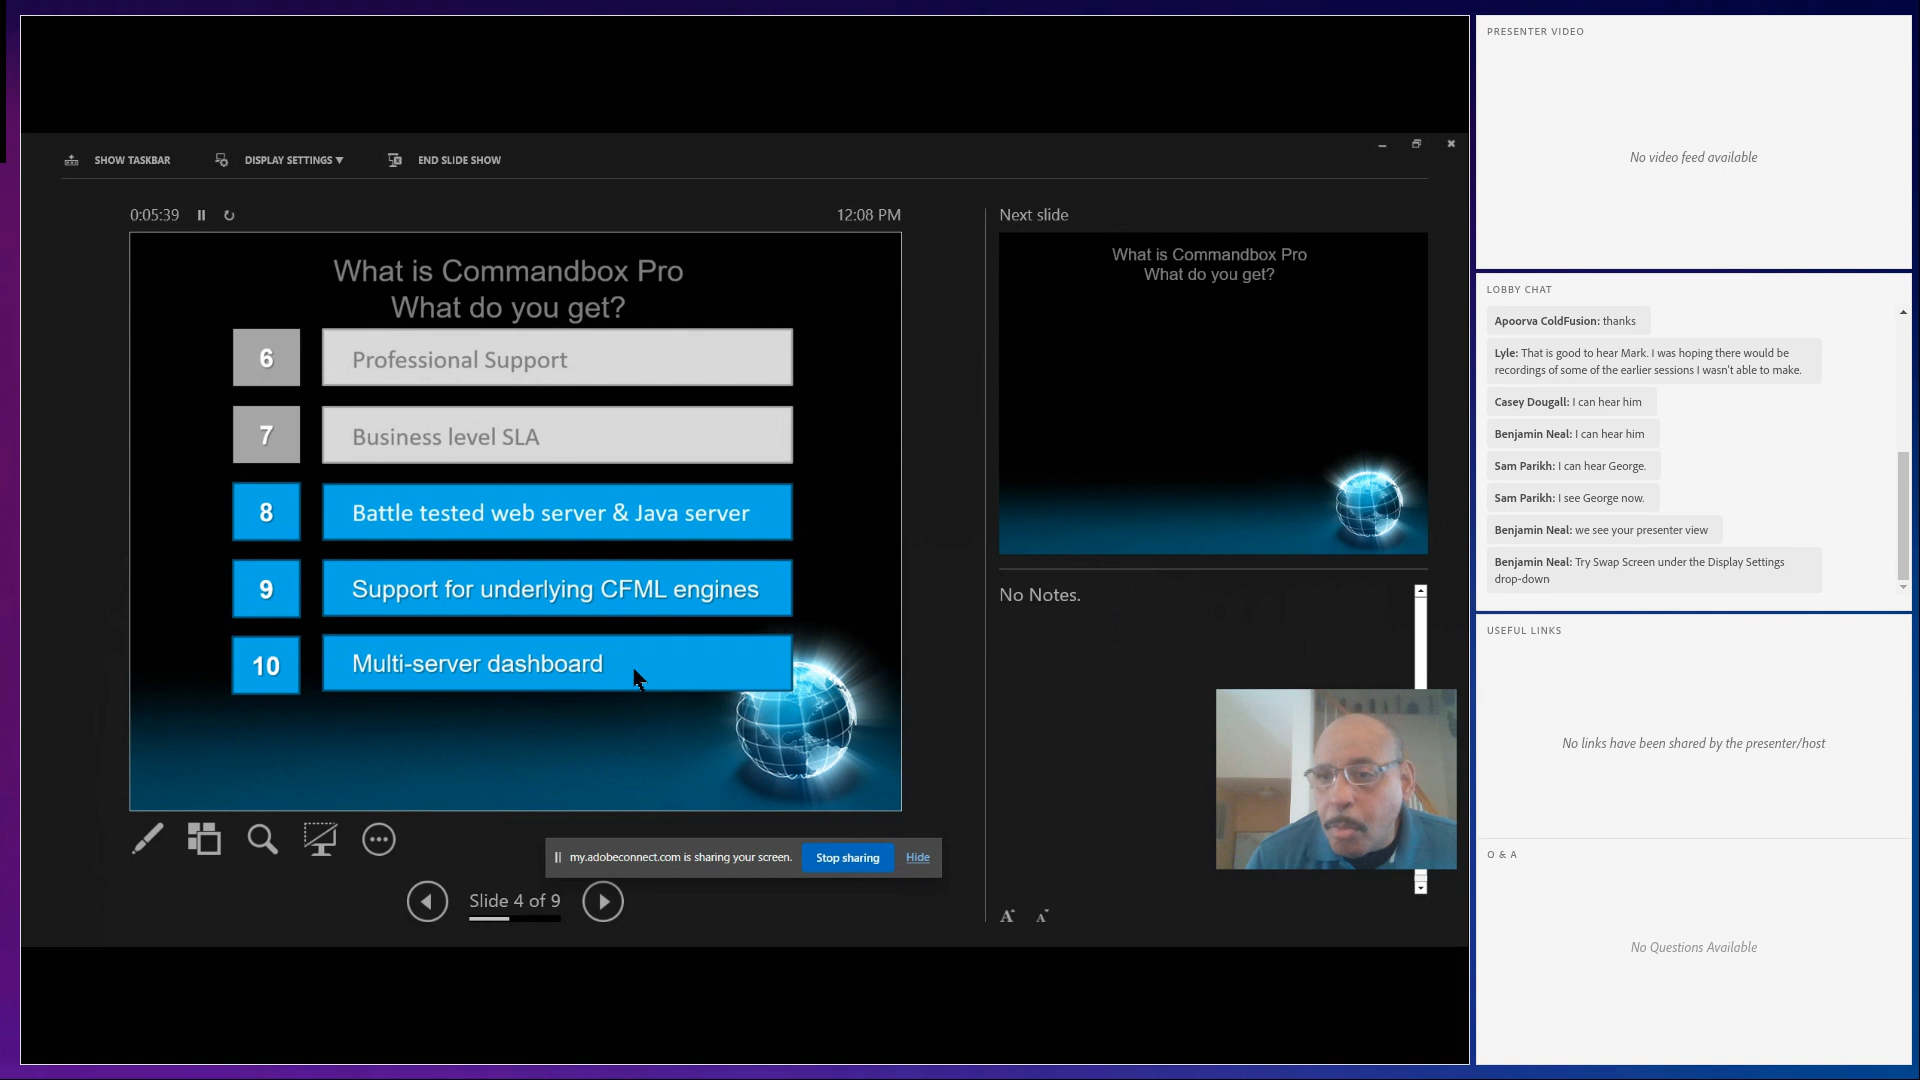 SHOW TASKBAR
DISPLAY SETTINGS ▼
END SLIDE SHOW
0:05:39
12:08 PM
What is Commandbox Pro
What do you get?
6
Professional Support
7
Business level SLA
8
Battle tested web server & Java server
9
Support for underlying CFML engines
10
Multi-server dashboard
my.adobeconnect.com is sharing your screen.
Stop sharing
Hide
Slide 4 of 9
Next slide
What is Commandbox Pro
What do you get?
No Notes.
A
A
PRESENTER VIDEO
No video feed available
LOBBY CHAT
Apoorva ColdFusion: thanks
Lyle: That is good to hear Mark. I was hoping there would be
recordings of some of the earlier sessions I wasn't able to make.
Casey Dougall: I can hear him
Benjamin Neal: I can hear him
Sam Parikh: I can hear George.
Sam Parikh: I see George now.
Benjamin Neal: we see your presenter view
Benjamin Neal: Try Swap Screen under the Display Settings
drop-down
USEFUL LINKS
No links have been shared by the presenter/host
Q & A
No Questions Available